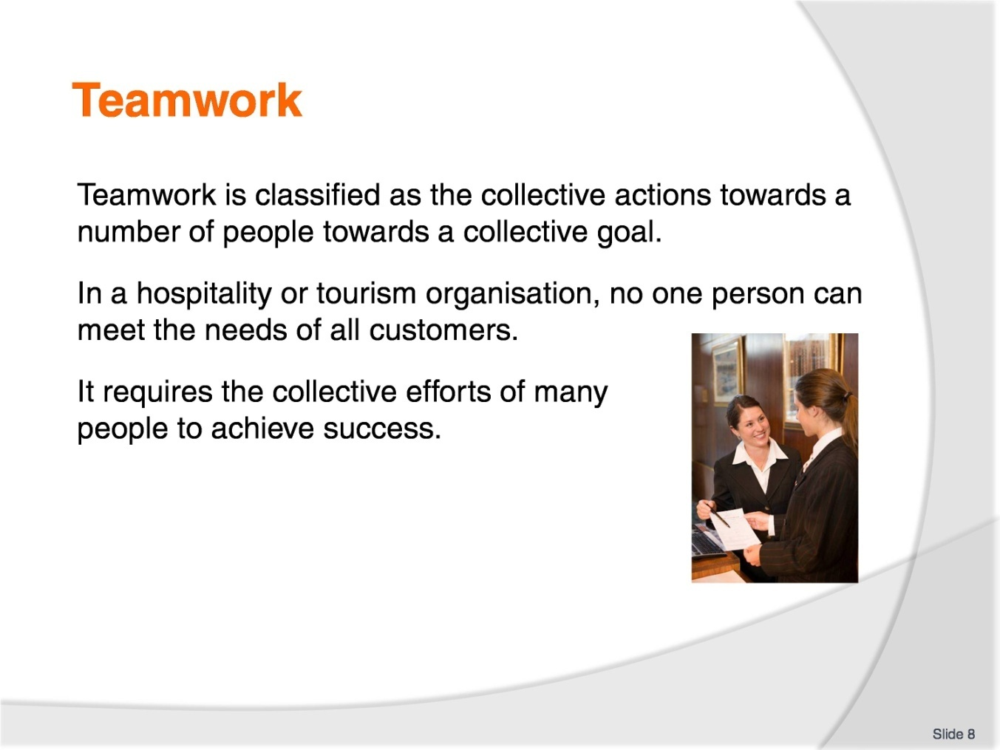 Teamwork
Teamwork is classified as the collective actions towards a
number of people towards a collective goal.
In a hospitality or tourism organisation, no one person can
meet the needs of all customers.
It requires the collective efforts of many
people to achieve success.
Slide 8